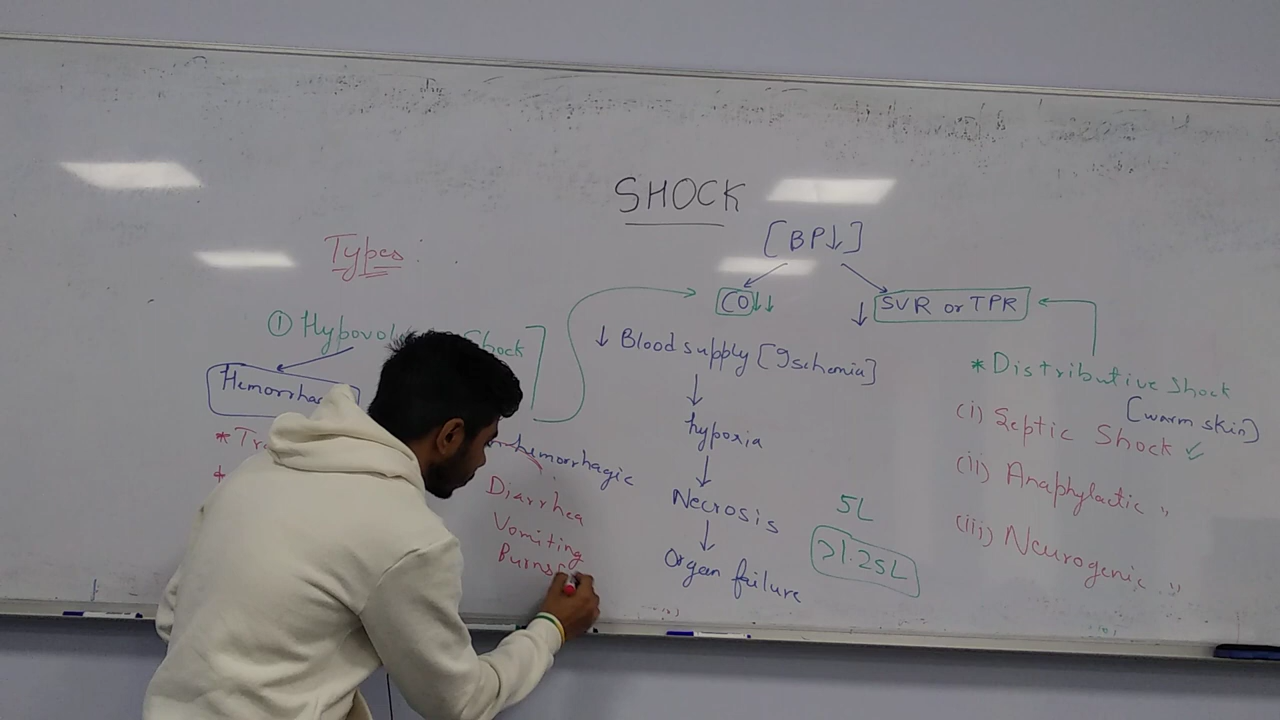 SHOCK
[BP↓]
Types:
CO↓↓
↓ SVR or TPR
① Shock
↓ Blood supply [Ischemia]
Hemorrha
* Distributive Shock
[warm skin]
(i) Septic Shock ✓
hypoxia
hemorrhagic
(ii) Anaphylactic "
Diarrhea
Necrosis
5L
Vomiting
(iii) Neurogenic "
>1.25L
Burns
Organ failure